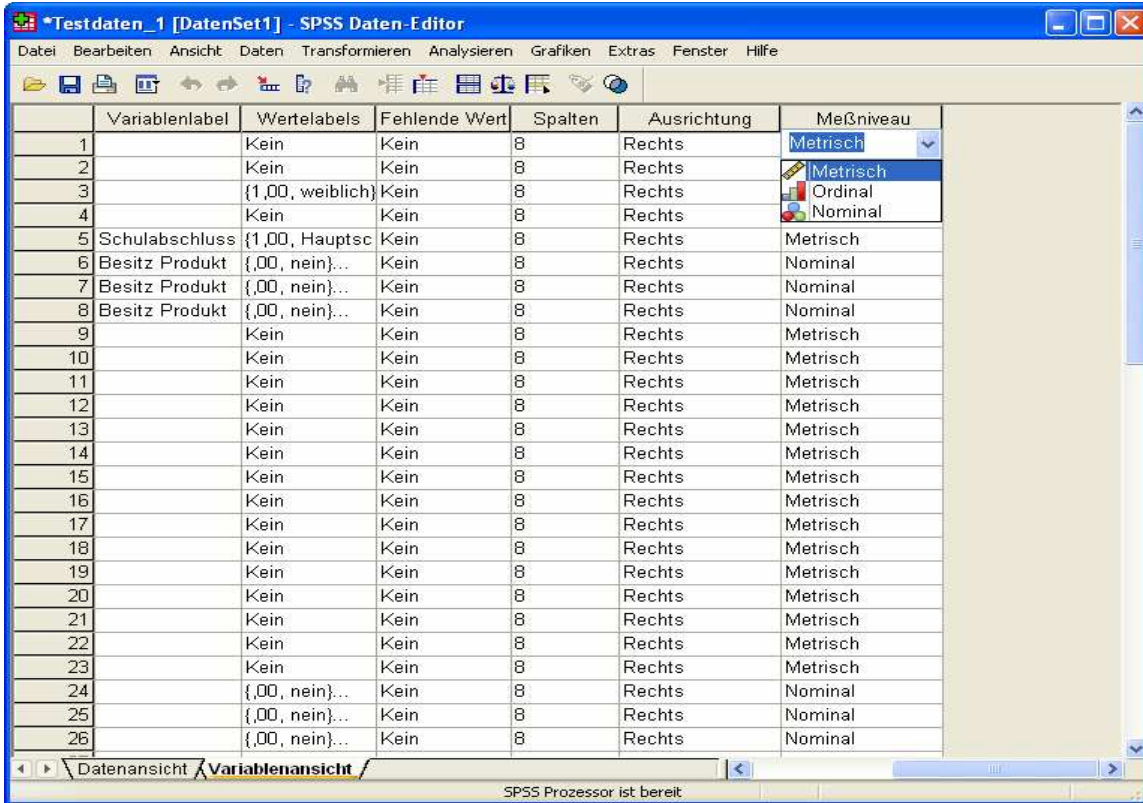 *Testdaten_1 [DatenSet1] - SPSS Daten-Editor
Datei Bearbeiten Ansicht Daten Transformieren Analysieren Grafiken Extras Fenster Hilfe
Variablenlabel Wertelabels Fehlende Wert Spalten Ausrichtung Meßniveau
1 Kein Kein 8 Rechts Metrisch
2 Kein Kein 8 Rechts Metrisch
3 {1,00, weiblich} Kein 8 Rechts Ordinal
4 Kein Kein 8 Rechts Nominal
5 Schulabschluss {1,00, Hauptsc Kein 8 Rechts Metrisch
6 Besitz Produkt {,00, nein}... Kein 8 Rechts Nominal
7 Besitz Produkt {,00, nein}... Kein 8 Rechts Nominal
8 Besitz Produkt {,00, nein}... Kein 8 Rechts Nominal
9 Kein Kein 8 Rechts Metrisch
10 Kein Kein 8 Rechts Metrisch
11 Kein Kein 8 Rechts Metrisch
12 Kein Kein 8 Rechts Metrisch
13 Kein Kein 8 Rechts Metrisch
14 Kein Kein 8 Rechts Metrisch
15 Kein Kein 8 Rechts Metrisch
16 Kein Kein 8 Rechts Metrisch
17 Kein Kein 8 Rechts Metrisch
18 Kein Kein 8 Rechts Metrisch
19 Kein Kein 8 Rechts Metrisch
20 Kein Kein 8 Rechts Metrisch
21 Kein Kein 8 Rechts Metrisch
22 Kein Kein 8 Rechts Metrisch
23 Kein Kein 8 Rechts Metrisch
24 {,00, nein}... Kein 8 Rechts Nominal
25 {,00, nein}... Kein 8 Rechts Nominal
26 {,00, nein}... Kein 8 Rechts Nominal
Datenansicht Variablenansicht
SPSS Prozessor ist bereit